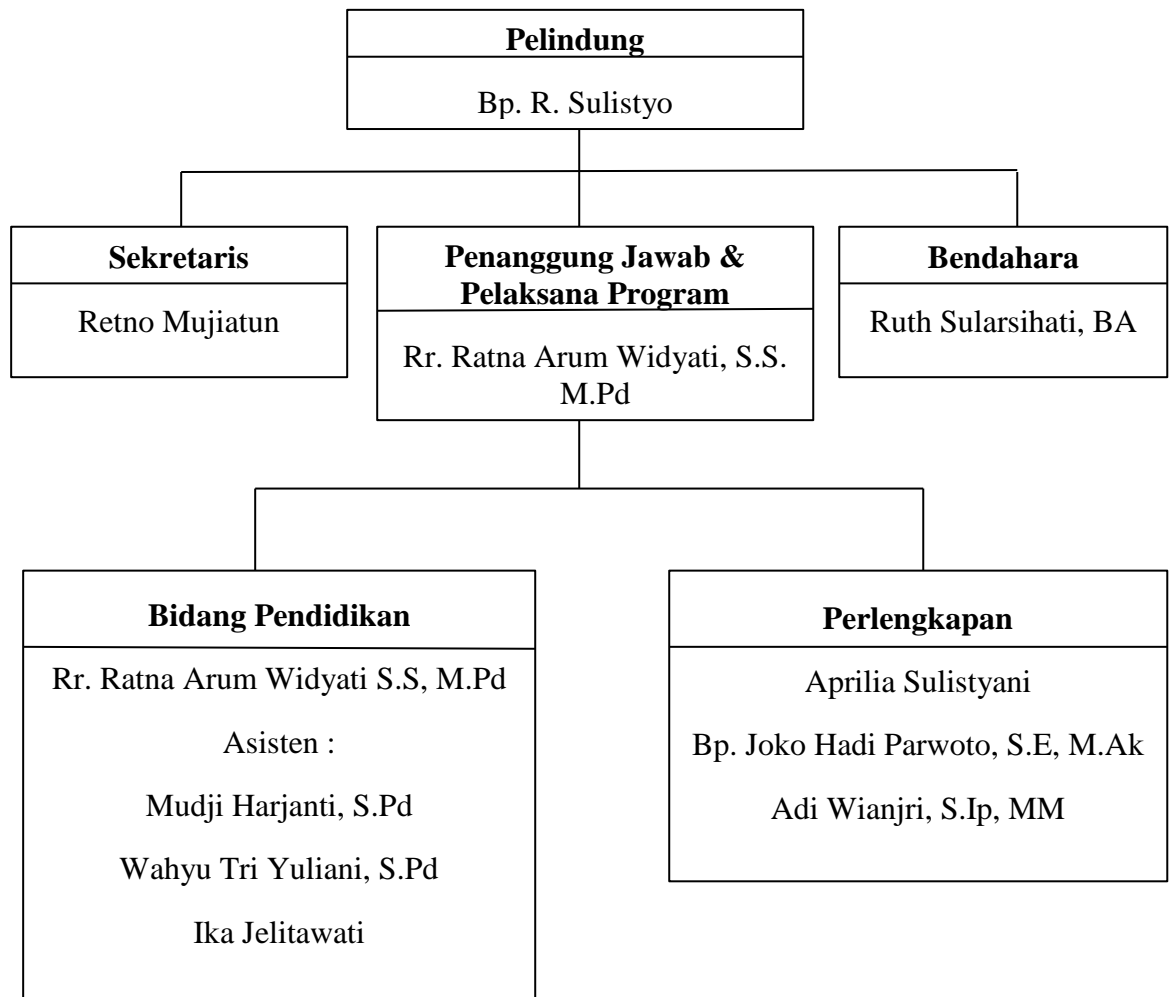 Pelindung
Bp. R. Sulistyo
Sekretaris
Retno Mujiatun
Penanggung Jawab &
Pelaksana Program
Rr. Ratna Arum Widyati, S.S.
M.Pd
Bendahara
Ruth Sularsihati, BA
Bidang Pendidikan
Rr. Ratna Arum Widyati S.S, M.Pd
Asisten :
Mudji Harjanti, S.Pd
Wahyu Tri Yuliani, S.Pd
Ika Jelitawati
Perlengkapan
Aprilia Sulistyani
Bp. Joko Hadi Parwoto, S.E, M.Ak
Adi Wianjri, S.Ip, MM